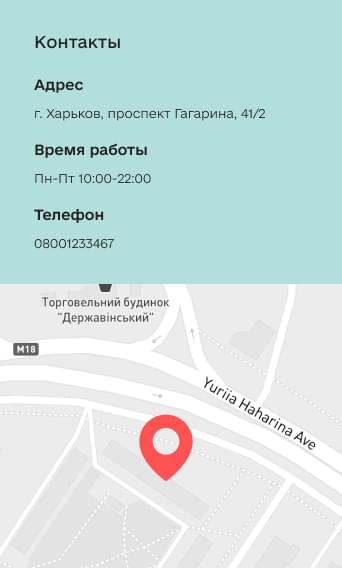 Контакты
Адрес
г. Харьков, проспект Гагарина, 41/2
Время работы
Пн-Пт 10:00-22:00
Телефон
08001233467
Торговельний будинок
"Державінський"
M18
Yuriia Haharina Ave